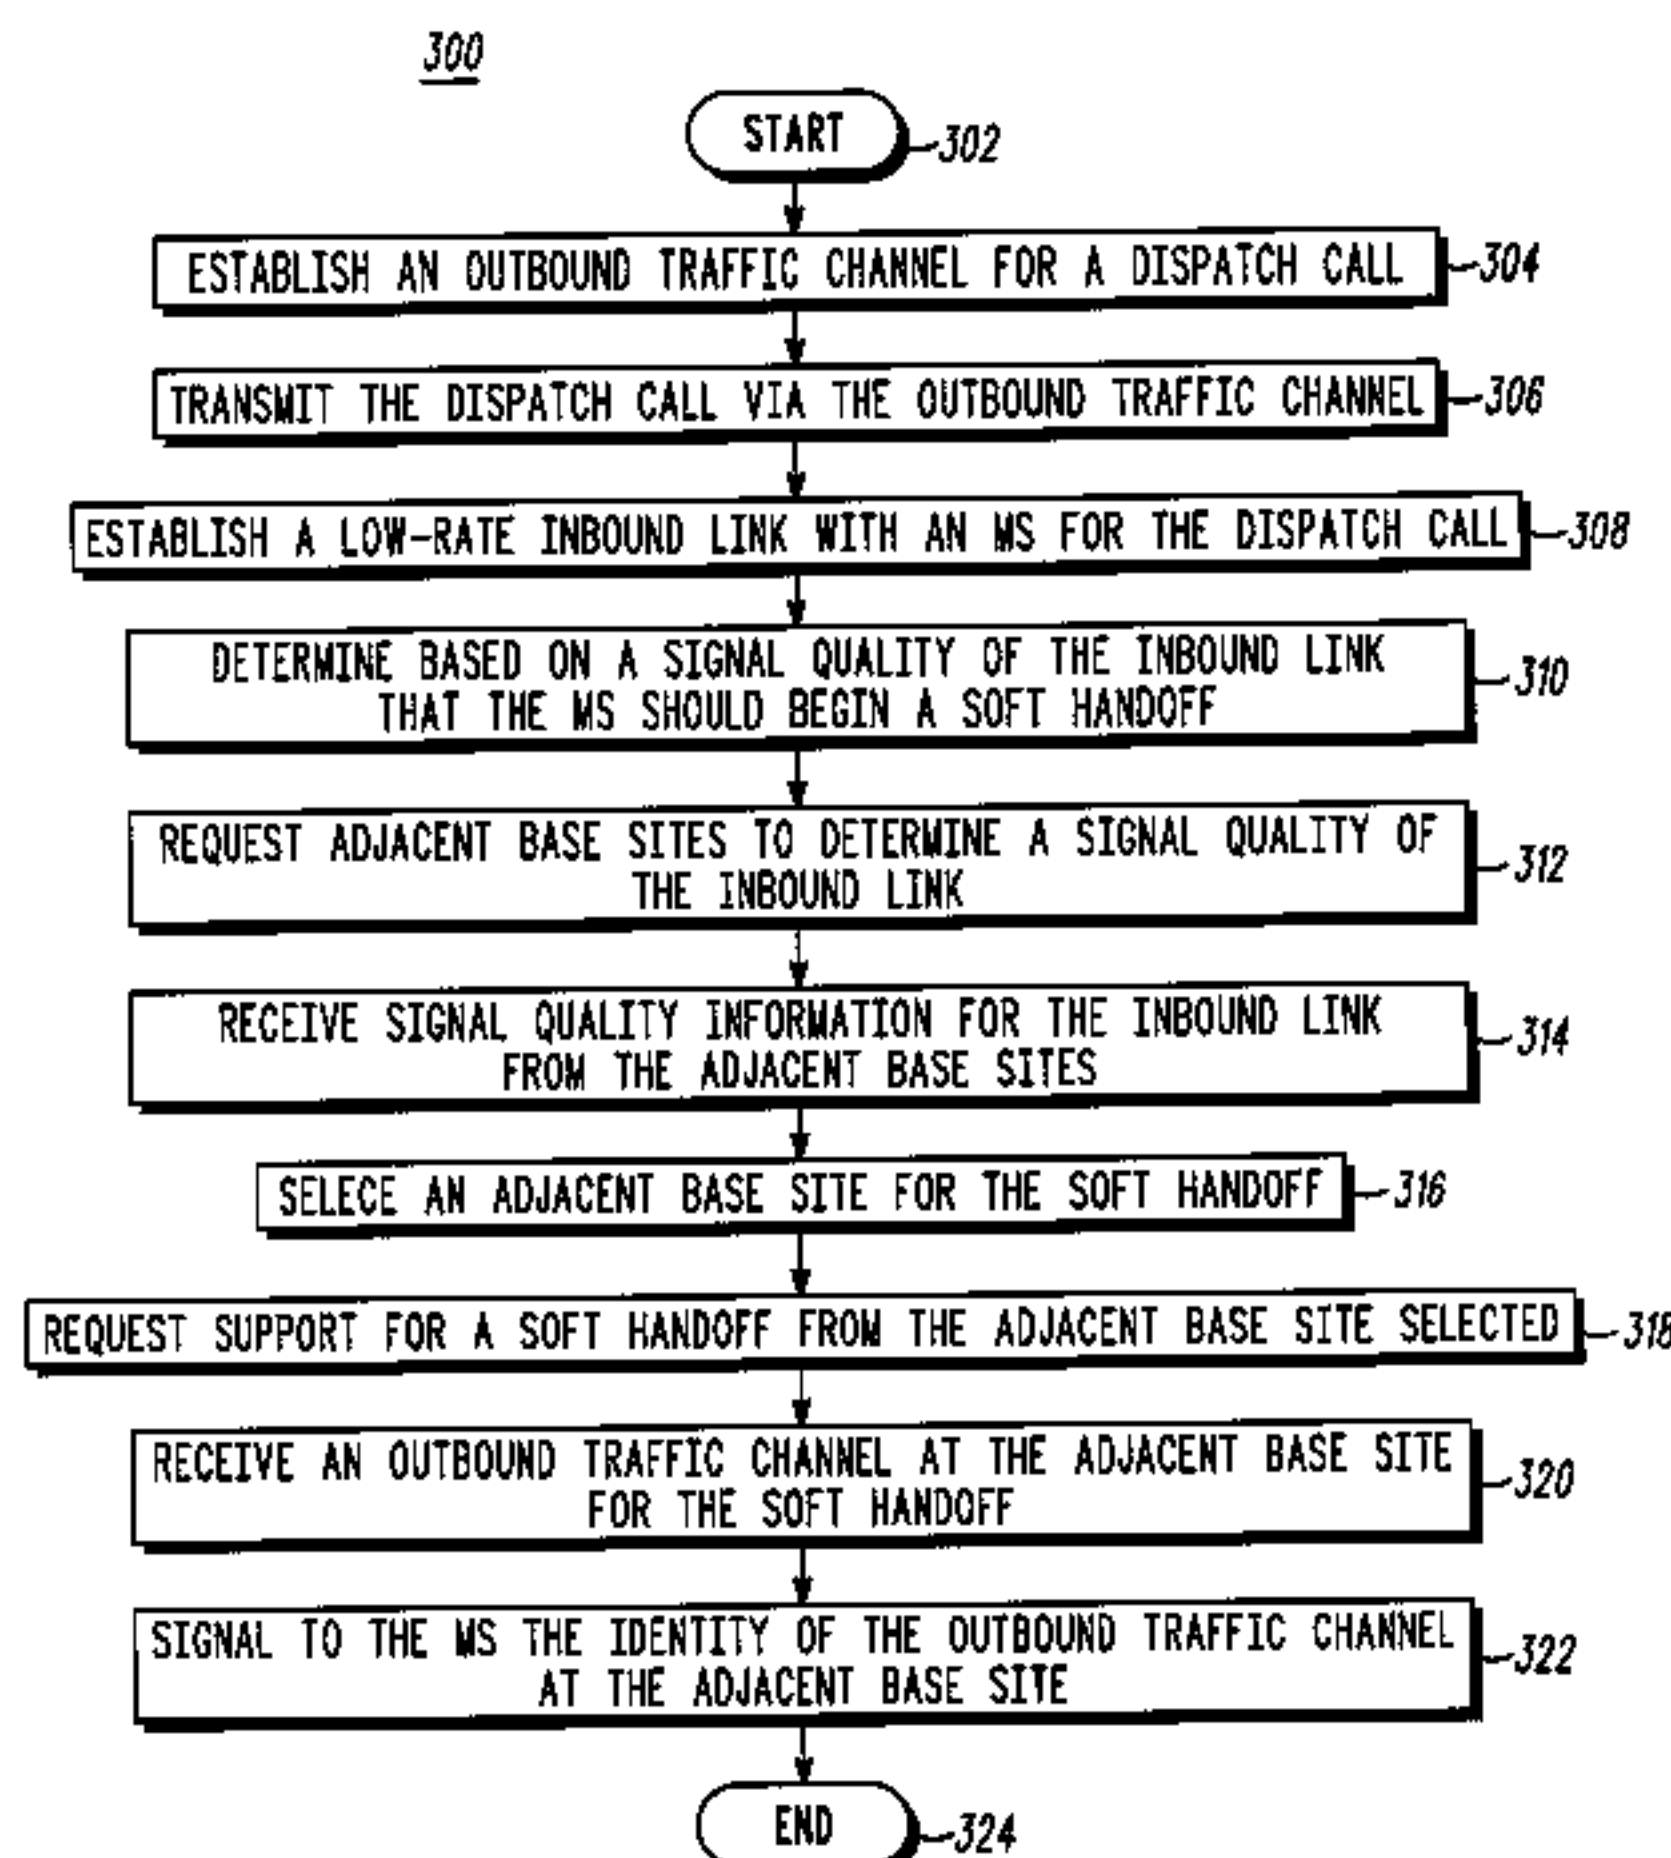 300
START
302
ESTABLISH AN OUTBOUND TRAFFIC CHANNEL FOR A DISPATCH CALL
304
TRANSMIT THE DISPATCH CALL VIA THE OUTBOUND TRAFFIC CHANNEL
306
ESTABLISH A LOW-RATE INBOUND LINK WITH AN MS FOR THE DISPATCH CALL
308
DETERMINE BASED ON A SIGNAL QUALITY OF THE INBOUND LINK
THAT THE MS SHOULD BEGIN A SOFT HANDOFF
310
REQUEST ADJACENT BASE SITES TO DETERMINE A SIGNAL QUALITY OF
THE INBOUND LINK
312
RECEIVE SIGNAL QUALITY INFORMATION FOR THE INBOUND LINK
FROM THE ADJACENT BASE SITES
314
SELECE AN ADJACENT BASE SITE FOR THE SOFT HANDOFF
316
REQUEST SUPPORT FOR A SOFT HANDOFF FROM THE ADJACENT BASE SITE SELECTED
318
RECEIVE AN OUTBOUND TRAFFIC CHANNEL AT THE ADJACENT BASE SITE
FOR THE SOFT HANDOFF
320
SIGNAL TO THE MS THE IDENTITY OF THE OUTBOUND TRAFFIC CHANNEL
AT THE ADJACENT BASE SITE
322
END
324